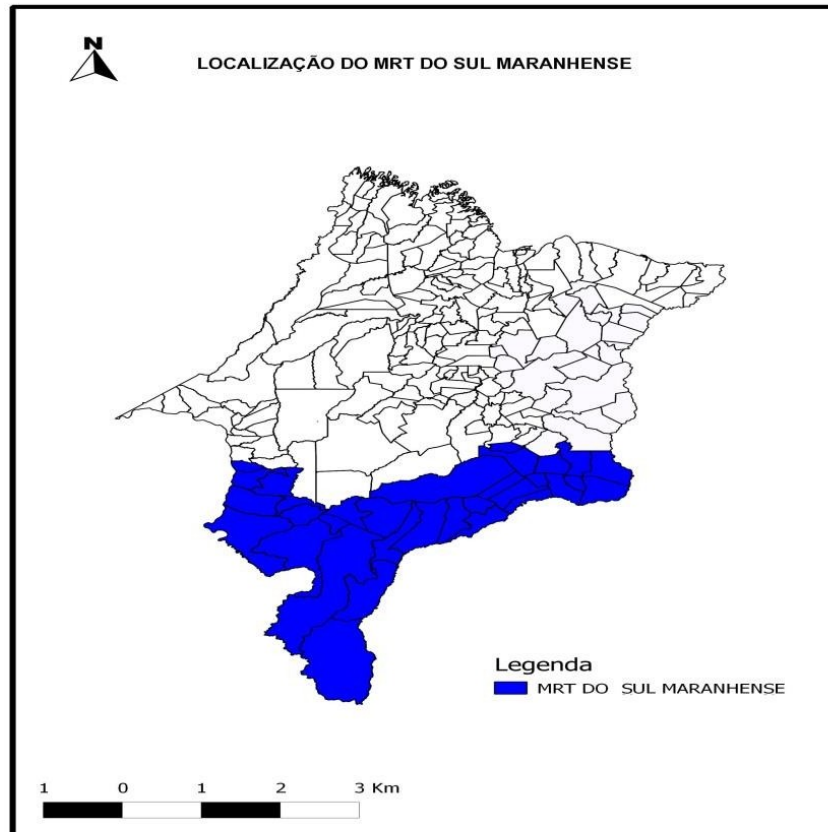 N
LOCALIZAÇÃO DO MRT DO SUL MARANHENSE
Legenda
MRT DO SUL MARANHENSE
1 0 1 2 3 Km